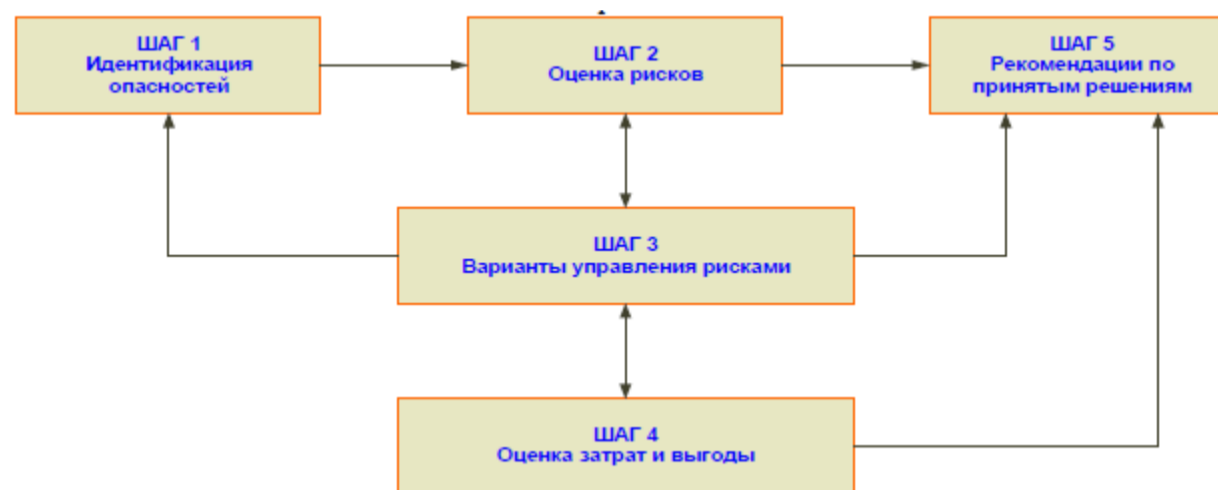 ШАГ 1
Идентификация
опасностей
ШАГ 2
Оценка рисков
ШАГ 5
Рекомендации по
принятым решениям
ШАГ 3
Варианты управления рисками
ШАГ 4
Оценка затрат и выгоды